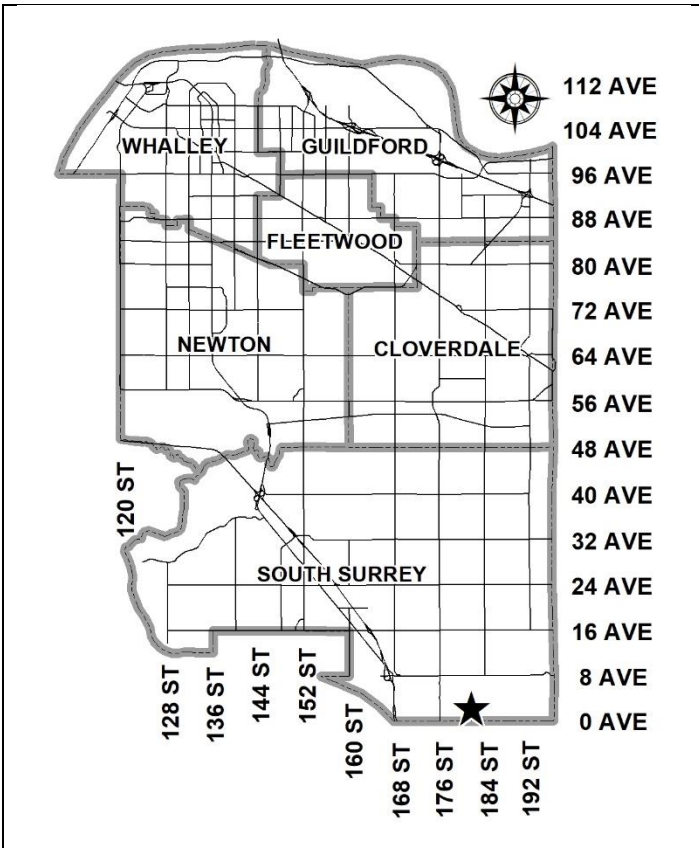 112 AVE
104 AVE
WHALLEY
GUILDFORD
96 AVE
88 AVE
FLEETWOOD
80 AVE
72 AVE
NEWTON
CLOVERDALE
64 AVE
56 AVE
48 AVE
120 ST
40 AVE
32 AVE
SOUTH SURREY
24 AVE
16 AVE
8 AVE
0 AVE
128 ST
136 ST
144 ST
152 ST
160 ST
168 ST
176 ST
184 ST
192 ST